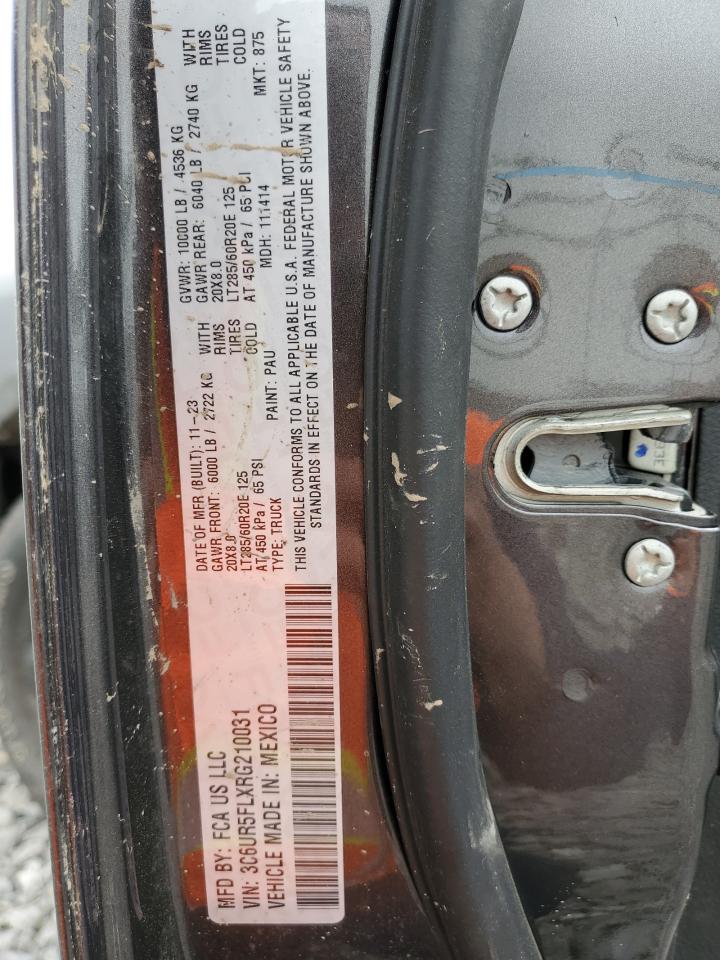 MFD BY: FCA US LLC
VIN: 3C6UR5FLXRG210031
VEHICLE MADE IN: MEXICO
DATE OF MFR (BUILT): 11-23 GVWR: 10000 LB / 4536 KG
GAWR FRONT: 6000 LB / 2722 KG WITH GAWR REAR: 6040 LB / 2740 KG WITH
20X8.0 RIMS 20X8.0 RIMS
LT285/60R20E 125 TIRES LT285/60R20E 125 TIRES
AT 450 kPa / 65 PSI COLD AT 450 kPa / 65 PCI COLD
TYPE: TRUCK PAINT: PAU MDH: 111414 MKT: 875
THIS VEHICLE CONFORMS TO ALL APPLICABLE U.S.A. FEDERAL MOTOR VEHICLE SAFETY
STANDARDS IN EFFECT ON THE DATE OF MANUFACTURE SHOWN ABOVE.